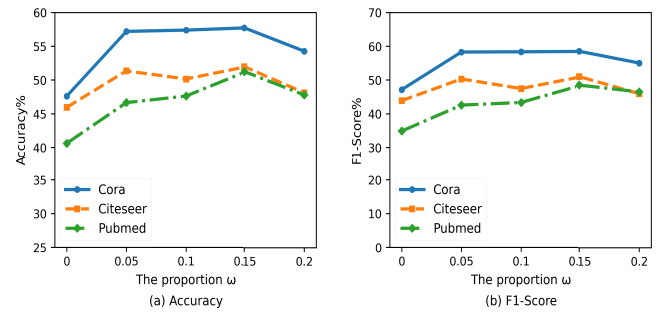 60
55
50
45
40
35
30
25
Accuracy%
Cora
Citeseer
Pubmed
0 0.05 0.1 0.15 0.2
The proportion ω
(a) Accuracy
70
60
50
40
30
20
10
0
F1-Score%
Cora
Citeseer
Pubmed
0 0.05 0.1 0.15 0.2
The proportion ω
(b) F1-Score